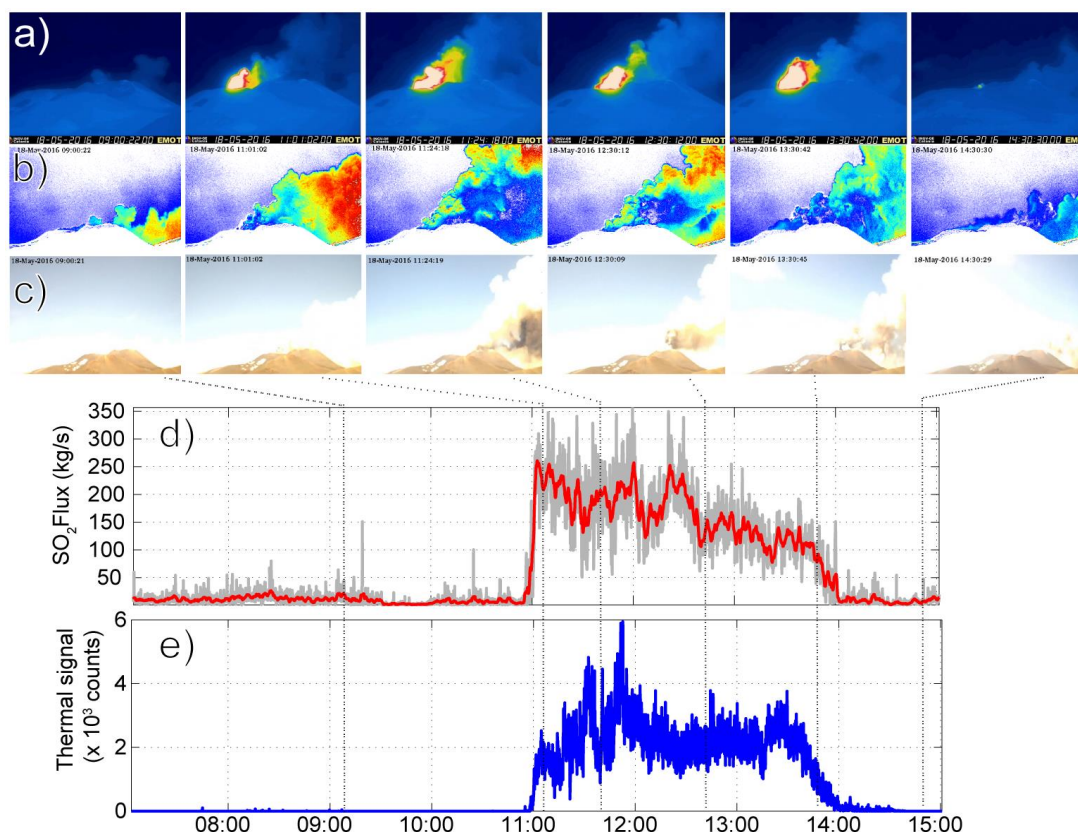 a)
18-05-2016 09:00:22.00 EMOT
18-05-2016 11:01:02.00 EMOT
18-05-2016 11:24:18.00 EMOT
18-05-2016 12:30:12.00 EMOT
18-05-2016 13:30:42.00 EMOT
18-05-2016 14:30:30.00 EMOT
b)
18-May-2016 09:00:22
18-May-2016 11:01:02
18-May-2016 11:24:18
18-May-2016 12:30:12
18-May-2016 13:30:42
18-May-2016 14:30:30
c)
18-May-2016 09:00:21
18-May-2016 11:01:02
18-May-2016 11:24:19
18-May-2016 12:30:09
18-May-2016 13:30:45
18-May-2016 14:30:29
d)
SO2Flux (kg/s)
350
300
250
200
150
100
50
e)
Thermal signal
(x 10³ counts)
6
4
2
0
08:00 09:00 10:00 11:00 12:00 13:00 14:00 15:00